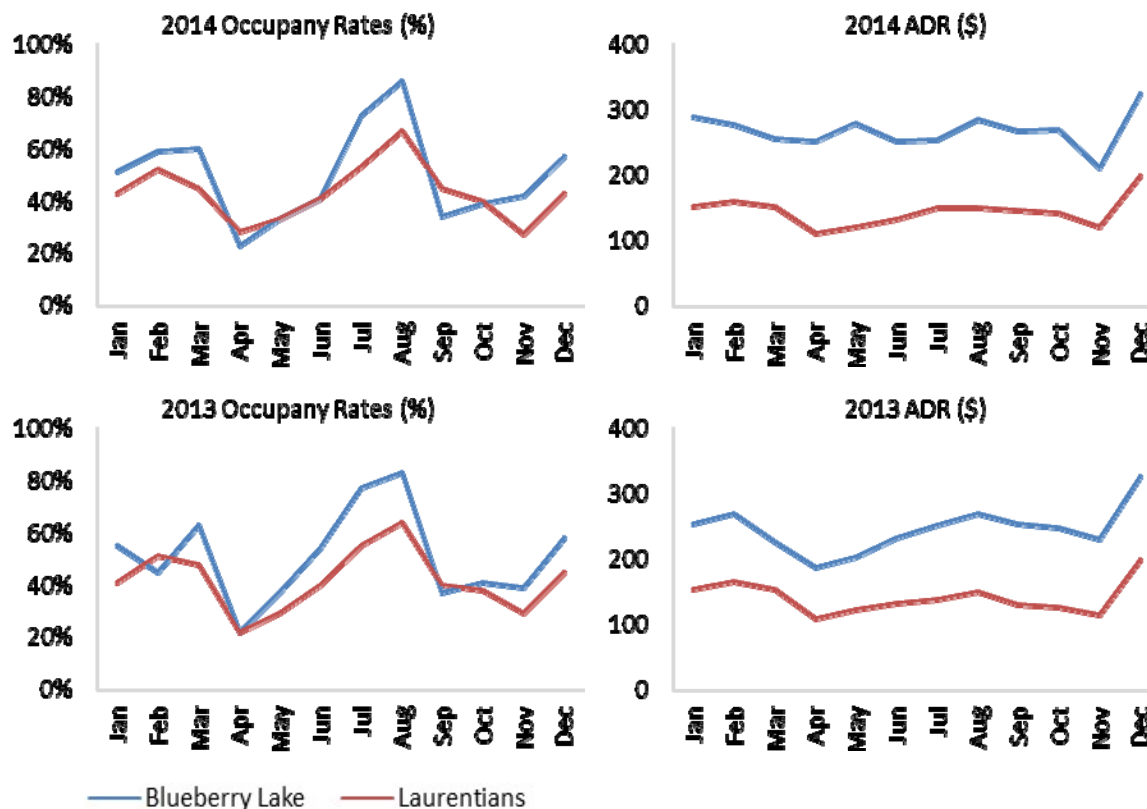 2014 Occupany Rates (%)
100%
80%
60%
40%
20%
0%
Jan
Feb
Mar
Apr
May
Jun
Jul
Aug
Sep
Oct
Nov
Dec
2014 ADR ($)
400
300
200
100
0
Jan
Feb
Mar
Apr
May
Jun
Jul
Aug
Sep
Oct
Nov
Dec
2013 Occupany Rates (%)
100%
80%
60%
40%
20%
0%
Jan
Feb
Mar
Apr
May
Jun
Jul
Aug
Sep
Oct
Nov
Dec
2013 ADR ($)
400
300
200
100
0
Jan
Feb
Mar
Apr
May
Jun
Jul
Aug
Sep
Oct
Nov
Dec
Blueberry Lake
Laurentians